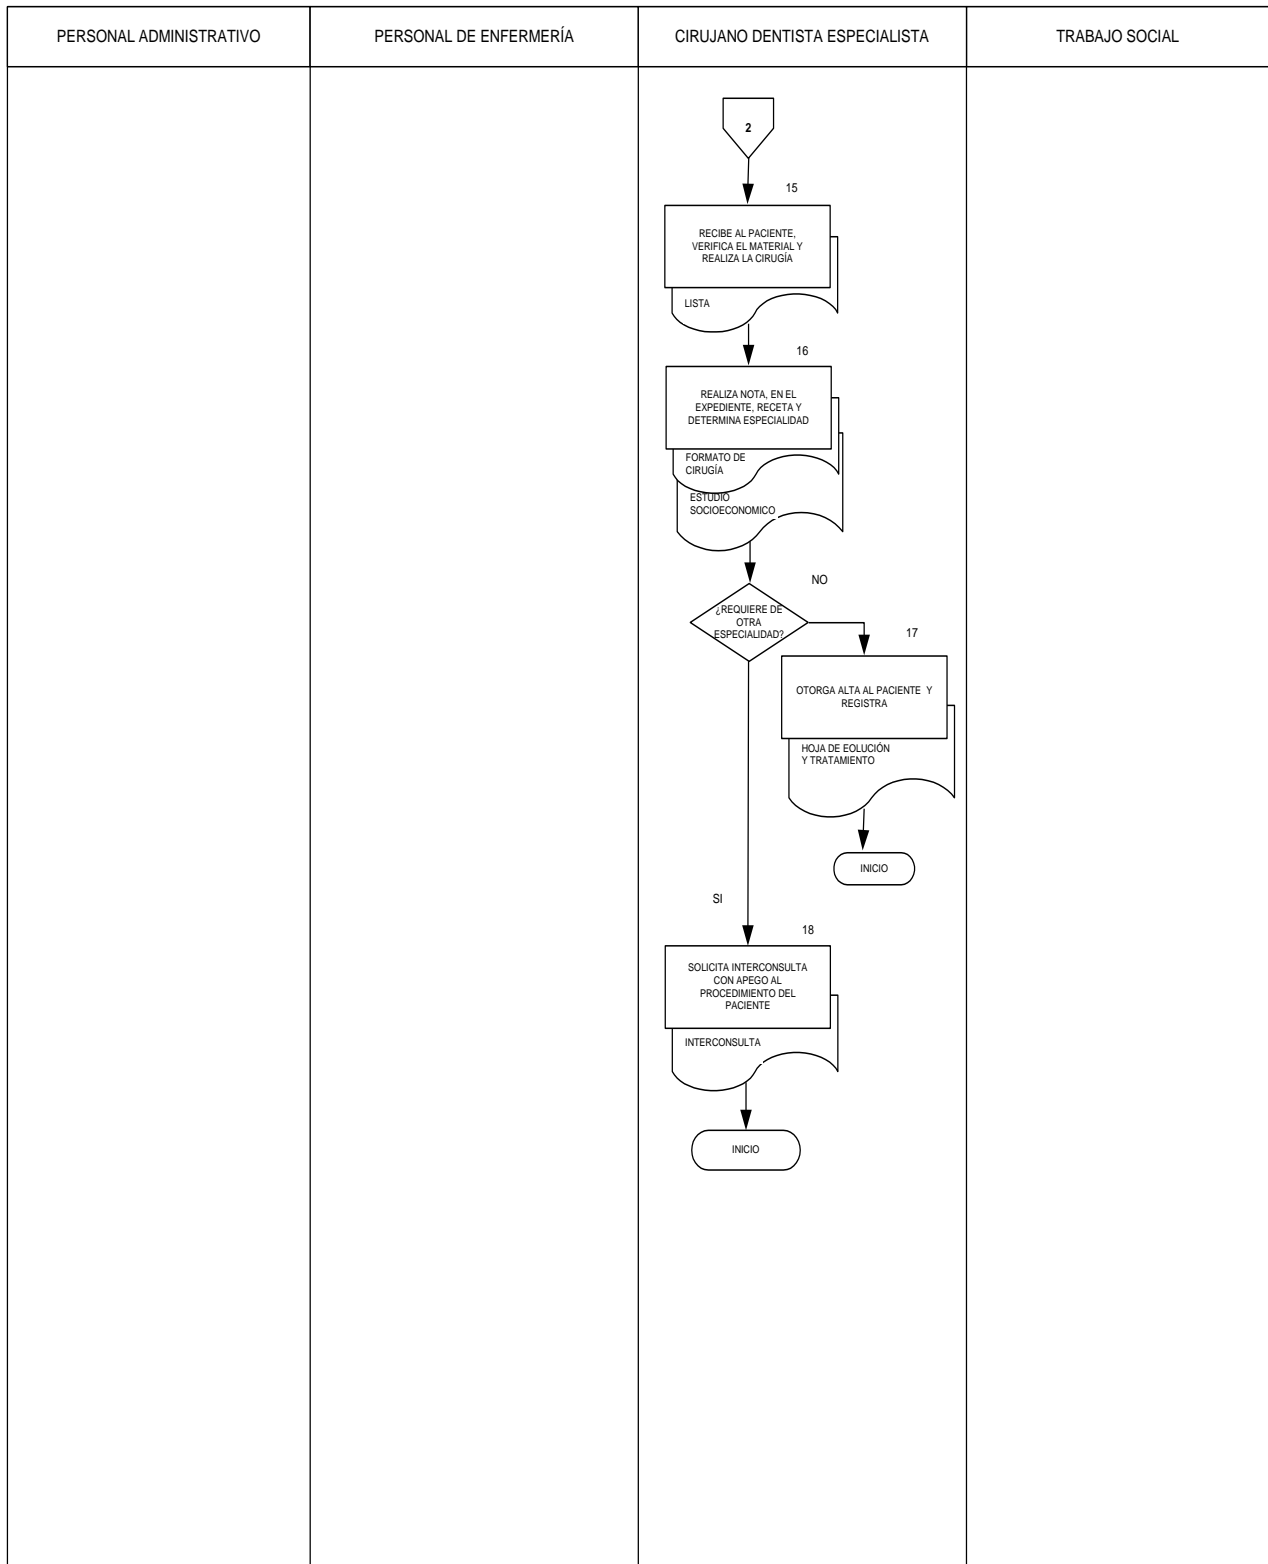 PERSONAL ADMINISTRATIVO
PERSONAL DE ENFERMERÍA
CIRUJANO DENTISTA ESPECIALISTA
TRABAJO SOCIAL
2
15
RECIBE AL PACIENTE,
VERIFICA EL MATERIAL Y
REALIZA LA CIRUGÍA
LISTA
16
REALIZA NOTA, EN EL
EXPEDIENTE, RECETA Y
DETERMINA ESPECIALIDAD
FORMATO DE
CIRUGÍA
ESTUDIO
SOCIOECONOMICO
NO
¿REQUIERE DE
OTRA
ESPECIALIDAD?
17
OTORGA ALTA AL PACIENTE Y
REGISTRA
HOJA DE EOLUCIÓN
Y TRATAMIENTO
INICIO
SI
18
SOLICITA INTERCONSULTA
CON APEGO AL
PROCEDIMIENTO DEL
PACIENTE
INTERCONSULTA
INICIO